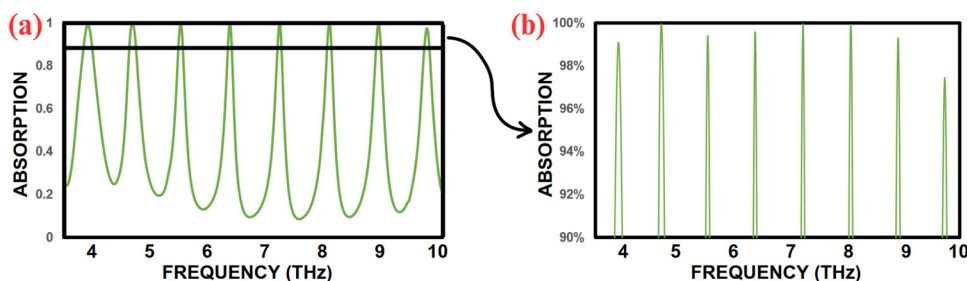 (a)
ABSORPTION
1
0.8
0.6
0.4
0.2
0
4 5 6 7 8 9 10
FREQUENCY (THz)
(b)
ABSORPTION
100%
98%
96%
94%
92%
90%
4 5 6 7 8 9 10
FREQUENCY (THz)